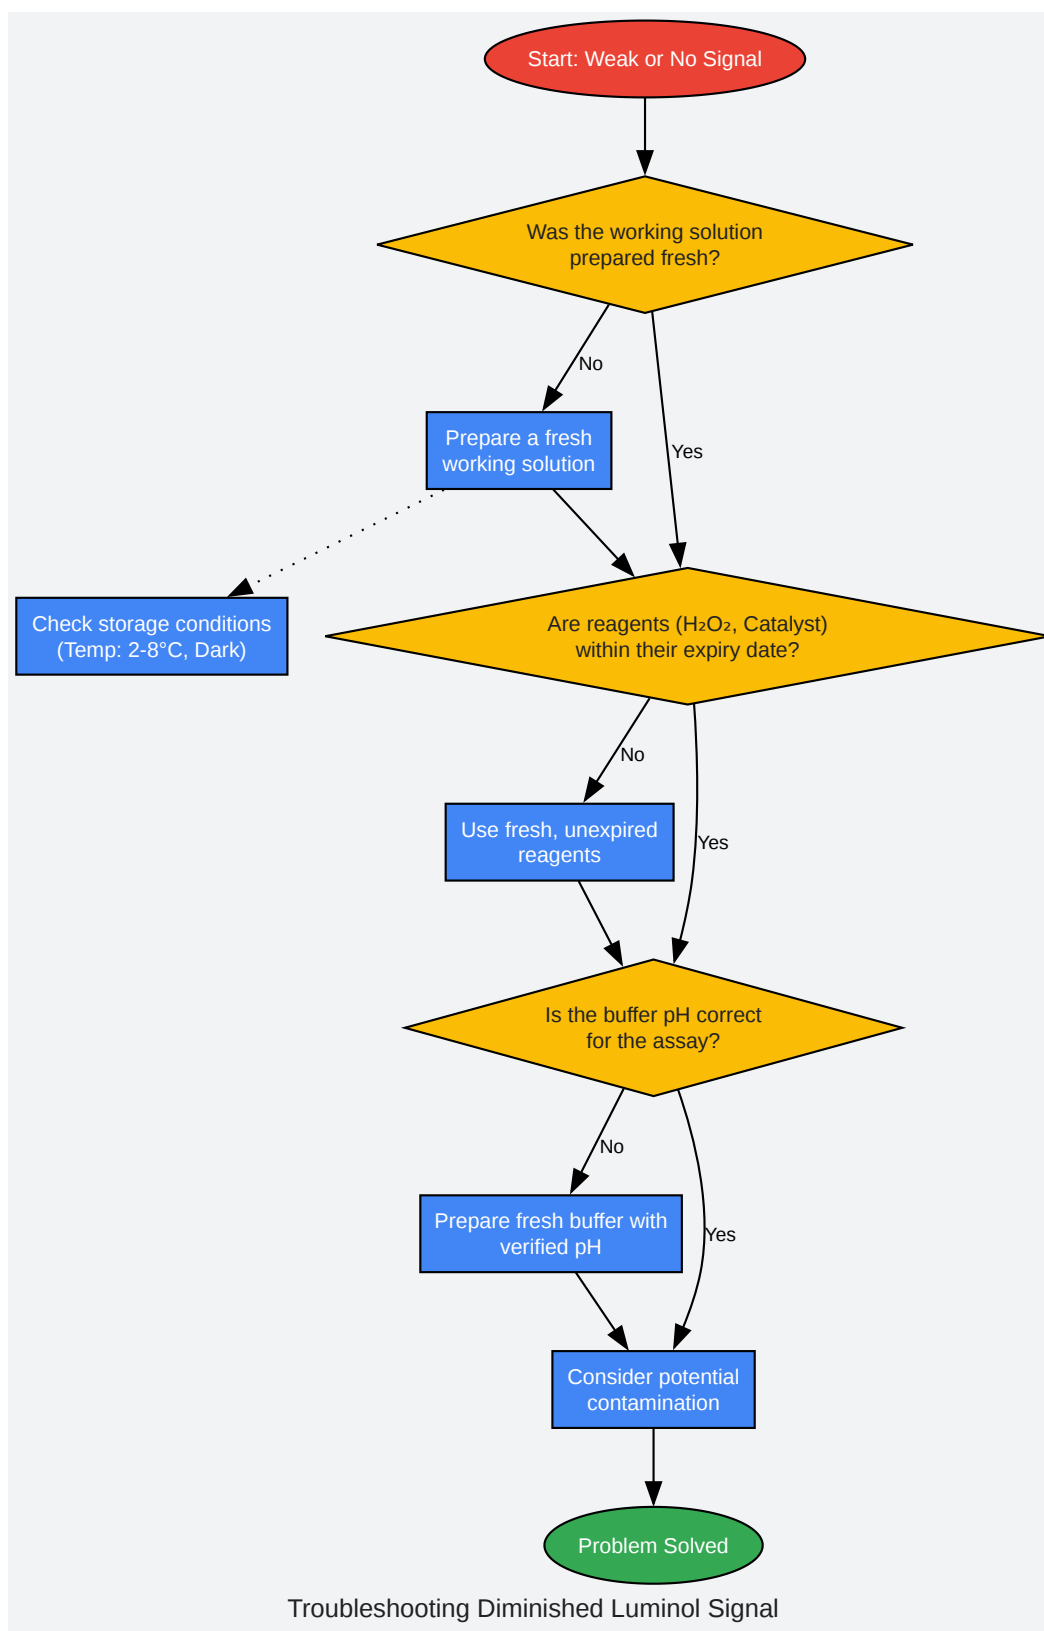 Start: Weak or No Signal
Was the working solution
prepared fresh?
No
Prepare a fresh
working solution
Yes
Check storage conditions
(Temp: 2-8°C, Dark)
Are reagents (H₂O₂, Catalyst)
within their expiry date?
No
Use fresh, unexpired
reagents
Yes
Is the buffer pH correct
for the assay?
No
Prepare fresh buffer with
verified pH
Yes
Consider potential
contamination
Problem Solved
Troubleshooting Diminished Luminol Signal